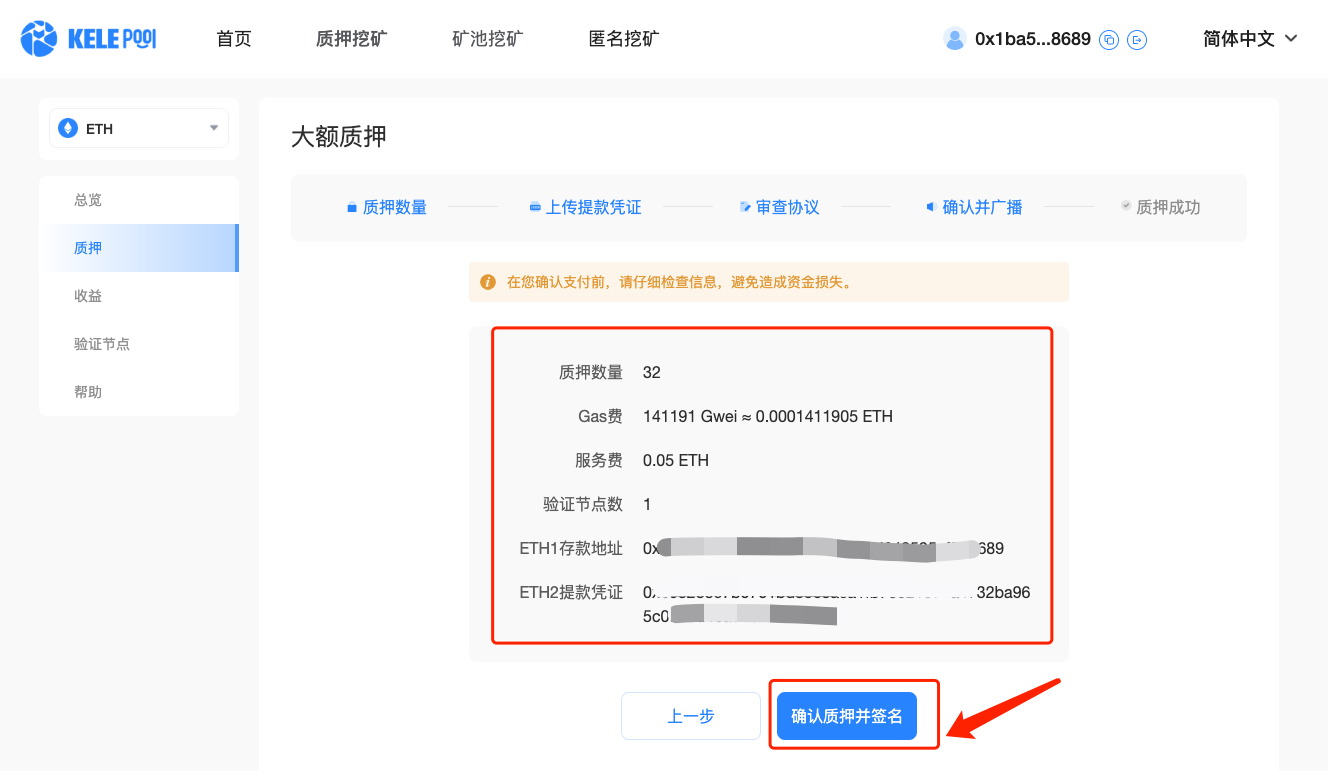 KELE POOL
首页
质押挖矿
矿池挖矿
匿名挖矿
0x1ba5...8689
简体中文
ETH
总览
质押
收益
验证节点
帮助
大额质押
质押数量
上传提款凭证
审查协议
确认并广播
质押成功
在您确认支付前，请仔细检查信息，避免造成资金损失。
质押数量 32
Gas费 141191 Gwei ≈ 0.0001411905 ETH
服务费 0.05 ETH
验证节点数 1
ETH1存款地址 0x 689
ETH2提款凭证 0 32ba96
5c0
上一步
确认质押并签名